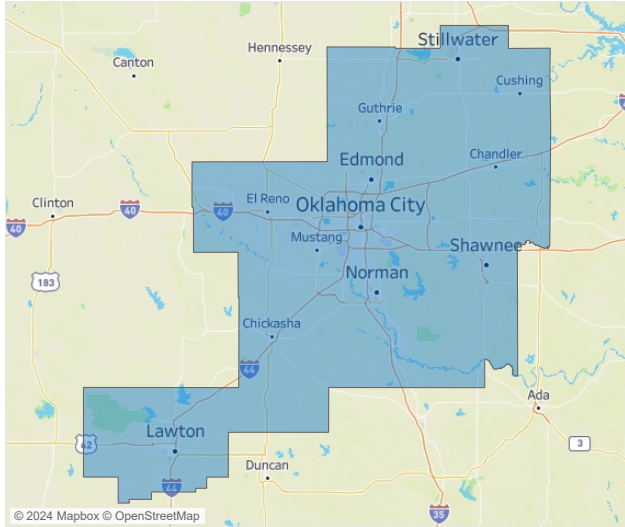 Stillwater
Hennessey
Canton
Cushing
Guthrie
Edmond
Chandler
El Reno
Clinton
40
40
Oklahoma City
40
Mustang
Shawnee
Norman
183
Chickasha
44
Ada
Lawton
62
3
Duncan
44
35
© 2024 Mapbox © OpenStreetMap